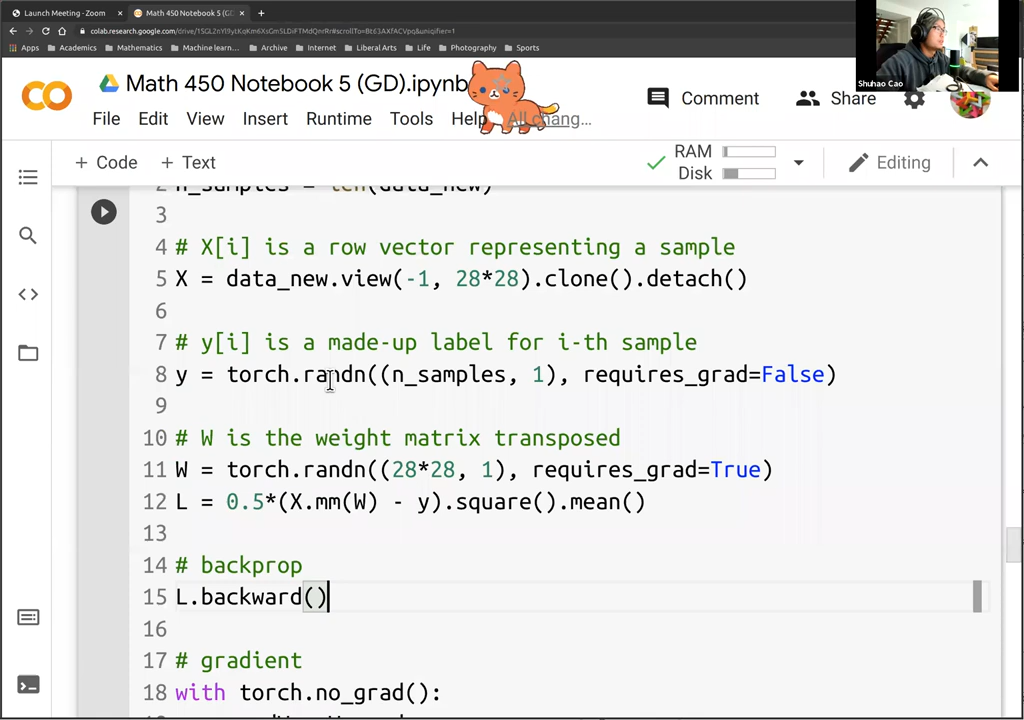 Launch Meeting - Zoom
Math 450 Notebook 5 (GD
Apps Academics Mathematics Machine learn... Archive Internet Liberal Arts Life Photography Sports
Shuhao Cao
Math 450 Notebook 5 (GD).ipynb
Comment Share
File Edit View Insert Runtime Tools Help All chang...
+ Code + Text
RAM
Disk
Editing
2 n_samples = len(data_new)
3
4 # X[i] is a row vector representing a sample
5 X = data_new.view(-1, 28*28).clone().detach()
6
7 # y[i] is a made-up label for i-th sample
8 y = torch.randn((n_samples, 1), requires_grad=False)
9
10 # W is the weight matrix transposed
11 W = torch.randn((28*28, 1), requires_grad=True)
12 L = 0.5*(X.mm(W) - y).square().mean()
13
14 # backprop
15 L.backward()
16
17 # gradient
18 with torch.no_grad():